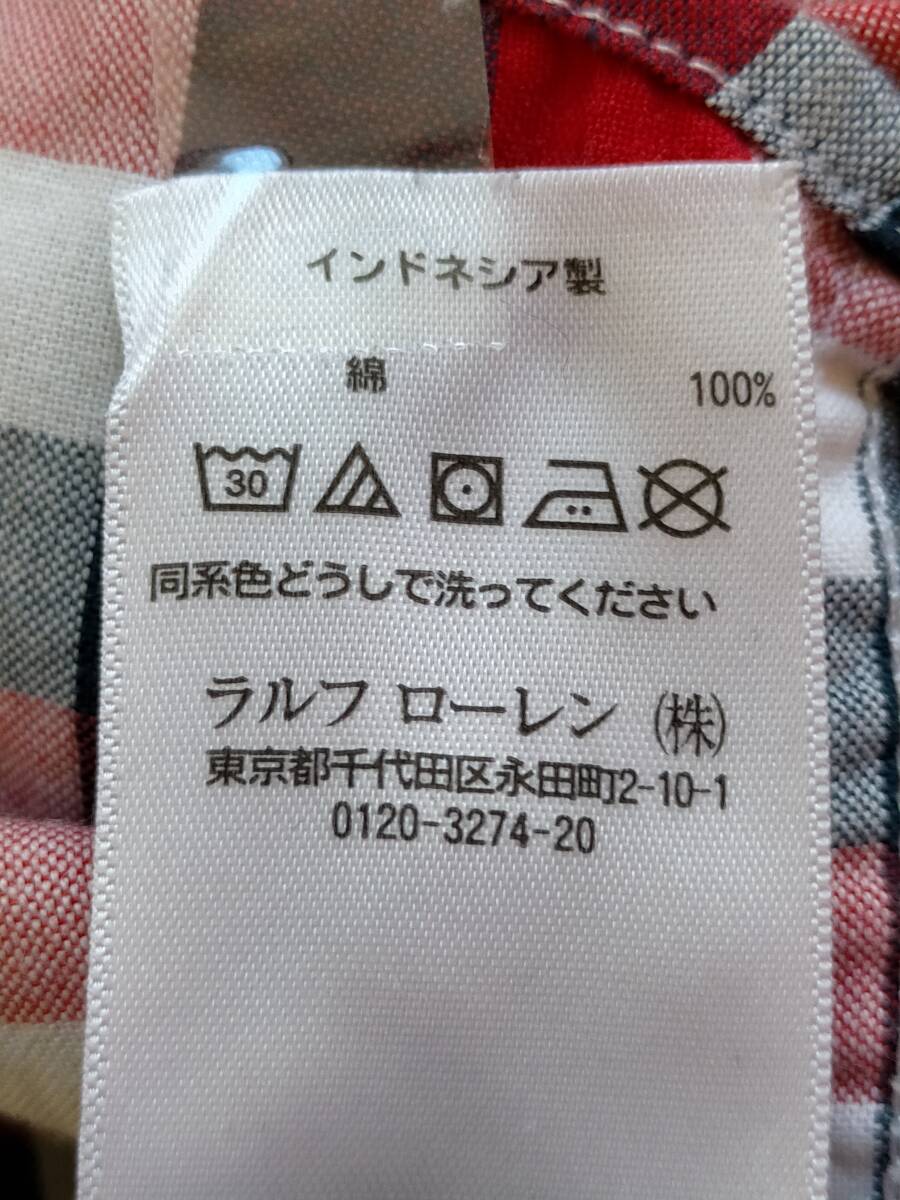 インドネシア製
綿 100%
30
同系色どうしで洗ってください
ラルフ ローレン ㈱
東京都千代田区永田町2-10-1
0120-3274-20